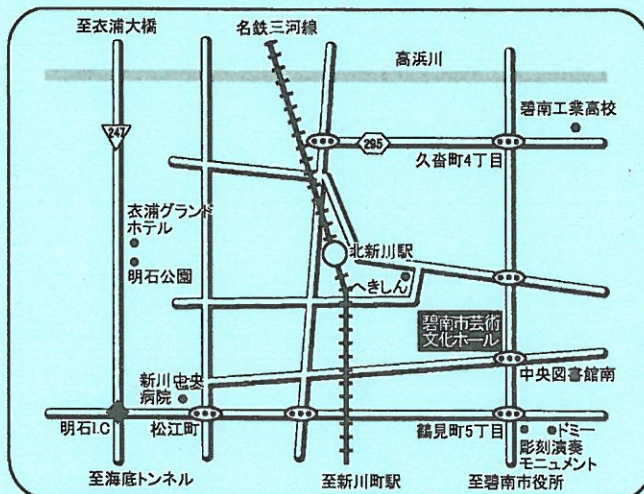 至衣浦大橋
名鉄三河線
高浜川
碧南工業高校
247
295
久沓町4丁目
衣浦グランド
ホテル
明石公園
北新川駅
へきしん
碧南市芸術
文化ホール
新川中央
病院
中央図書館南
明石I.C
松江町
鶴見町5丁目
ドミー
彫刻演奏
モニュメント
至海底トンネル
至新川町駅
至碧南市役所